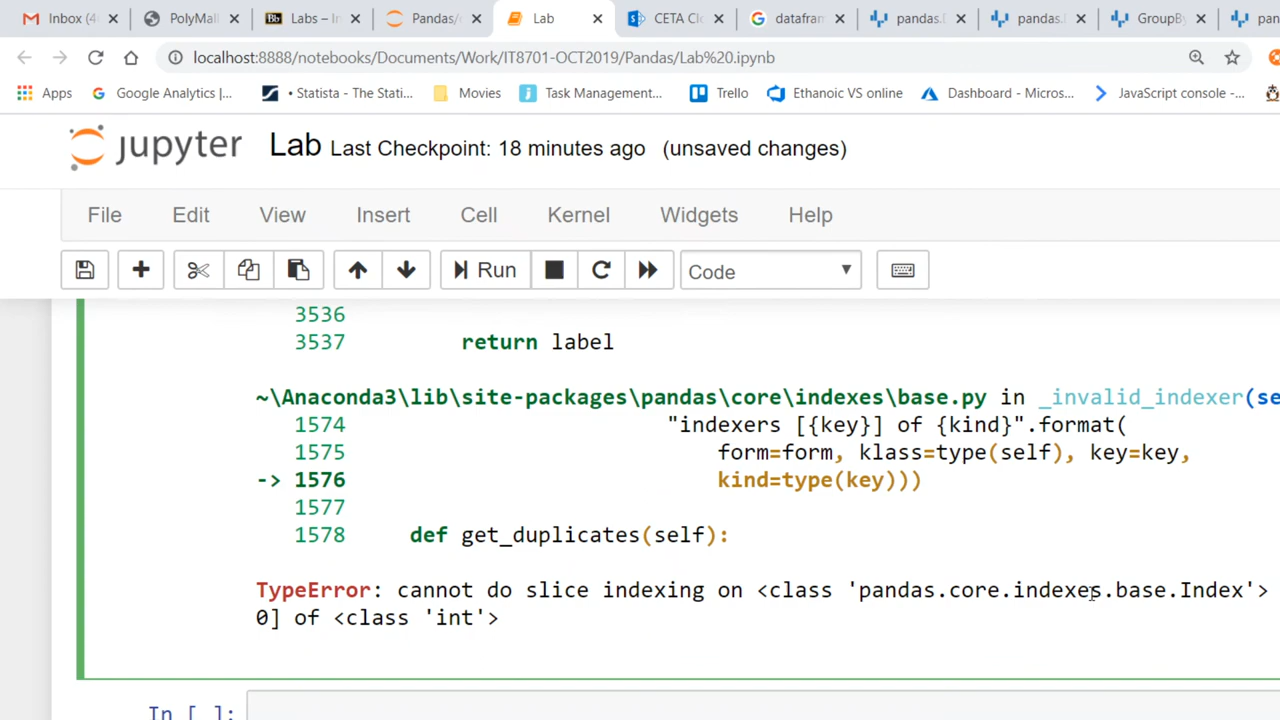 Inbox (4 PolyMall Labs – In Pandas/ Lab CETA Clo datafran pandas.I pandas.I GroupBy pan
localhost:8888/notebooks/Documents/Work/IT8701-OCT2019/Pandas/Lab%20.ipynb
Apps Google Analytics |... • Statista - The Stati... Movies Task Management... Trello Ethanoic VS online Dashboard - Micros... JavaScript console -...
jupyter Lab Last Checkpoint: 18 minutes ago (unsaved changes)
File Edit View Insert Cell Kernel Widgets Help
Run Code
3536
3537 return label
~\Anaconda3\lib\site-packages\pandas\core\indexes\base.py in _invalid_indexer(se
1574 "indexers [{key}] of {kind}".format(
1575 form=form, klass=type(self), key=key,
-> 1576 kind=type(key)))
1577
1578 def get_duplicates(self):
TypeError: cannot do slice indexing on <class 'pandas.core.indexes.base.Index'>
0] of <class 'int'>
In [ ]: